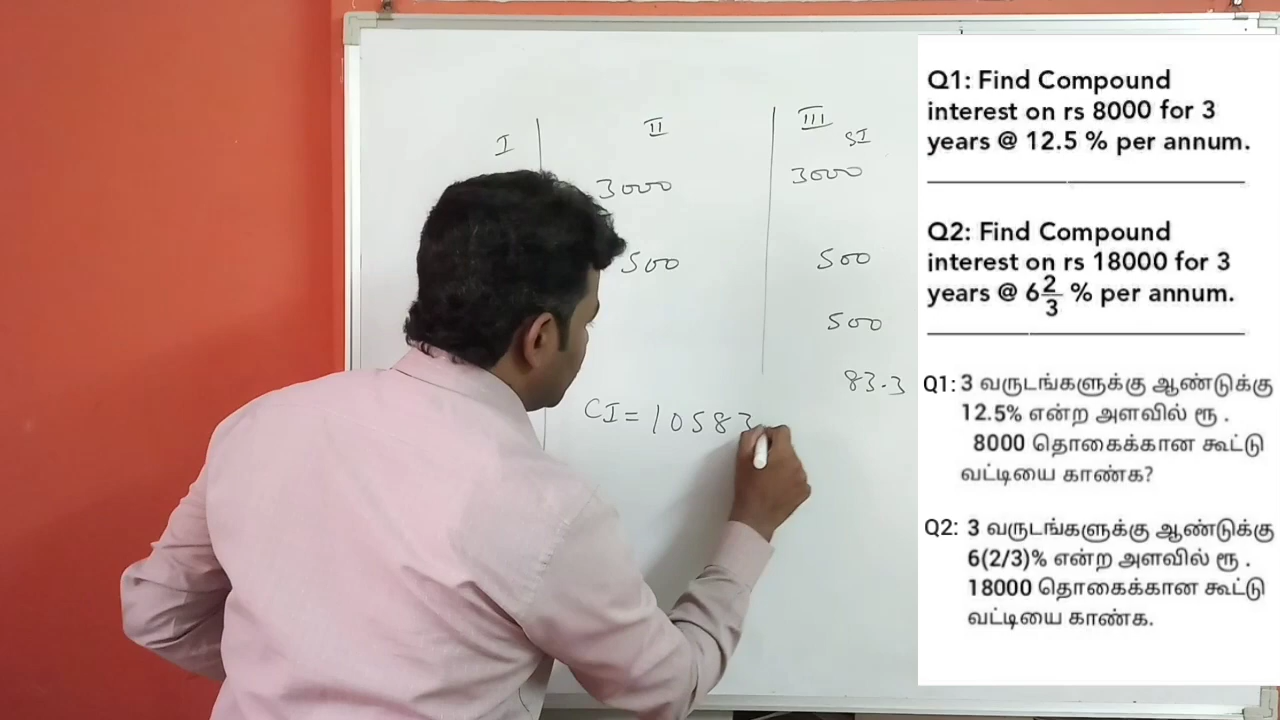 I
II
III
SI
3000
3000
500
500
500
83.3
CI = 10583
Q1: Find Compound
interest on rs 8000 for 3
years @ 12.5 % per annum.
Q2: Find Compound
interest on rs 18000 for 3
years @ 6 2/3 % per annum.
Q1: 3 வருடங்களுக்கு ஆண்டுக்கு
12.5% என்ற அளவில் ரூ .
8000 தொகைக்கான கூட்டு
வட்டியை காண்க?
Q2: 3 வருடங்களுக்கு ஆண்டுக்கு
6(2/3)% என்ற அளவில் ரூ .
18000 தொகைக்கான கூட்டு
வட்டியை காண்க.